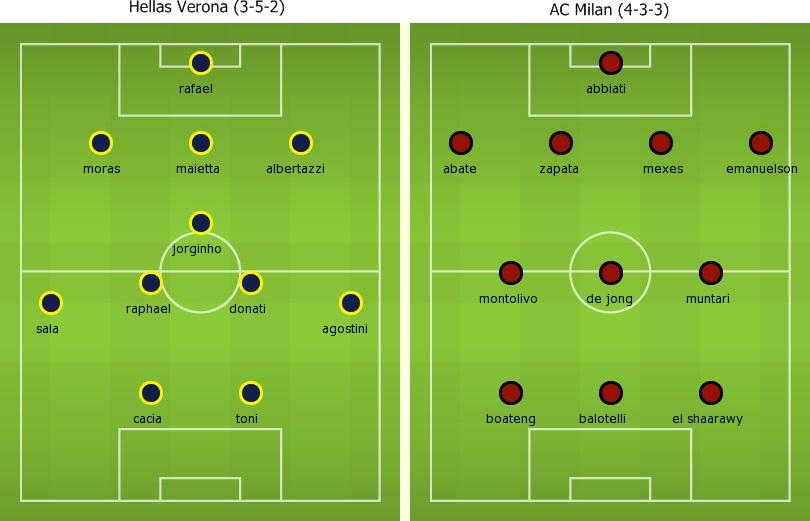 Hellas Verona (3-5-2)
rafael
moras maietta albertazzi
jorginho
raphael donati
sala agostini
cacia toni
AC Milan (4-3-3)
abbiati
abate zapata mexes emanuelson
montolivo de jong muntari
boateng balotelli el shaarawy